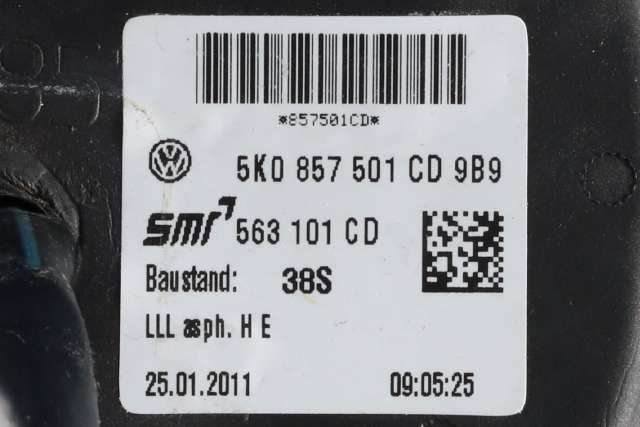 *857501CD*
5K0 857 501 CD 9B9
smr 563 101 CD
Baustand: 38S
LLL asph. H E
25.01.2011 09:05:25